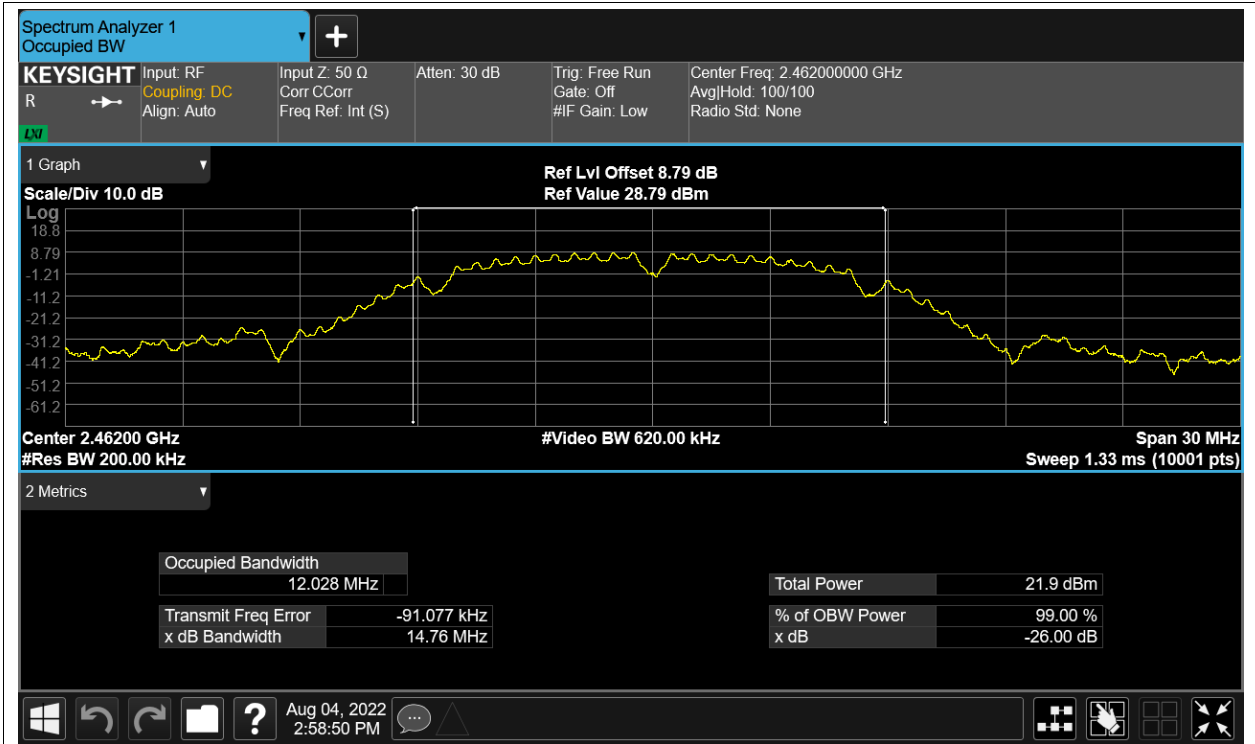 Spectrum Analyzer 1
Occupied BW
KEYSIGHT
R
LXI
Input: RF
Coupling: DC
Align: Auto
Input Z: 50 Ω
Corr CCorr
Freq Ref: Int (S)
Atten: 30 dB
Trig: Free Run
Gate: Off
#IF Gain: Low
Center Freq: 2.462000000 GHz
Avg|Hold: 100/100
Radio Std: None
1 Graph
Scale/Div 10.0 dB
Ref Lvl Offset 8.79 dB
Ref Value 28.79 dBm
Log
18.8
8.79
-1.21
-11.2
-21.2
-31.2
-41.2
-51.2
-61.2
Center 2.46200 GHz
#Video BW 620.00 kHz
Span 30 MHz
#Res BW 200.00 kHz
Sweep 1.33 ms (10001 pts)
2 Metrics
Occupied Bandwidth
12.028 MHz
Transmit Freq Error -91.077 kHz
x dB Bandwidth 14.76 MHz
Total Power 21.9 dBm
% of OBW Power 99.00 %
x dB -26.00 dB
Aug 04, 2022
2:58:50 PM